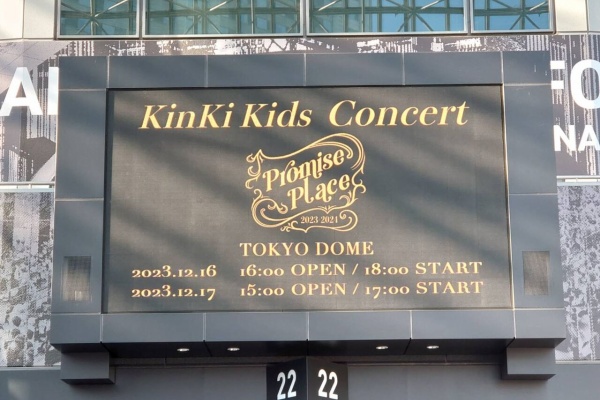 KinKi Kids Concert
Promise
Place
2023-2024
TOKYO DOME
2023.12.16 16:00 OPEN / 18:00 START
2023.12.17 15:00 OPEN / 17:00 START
22 22